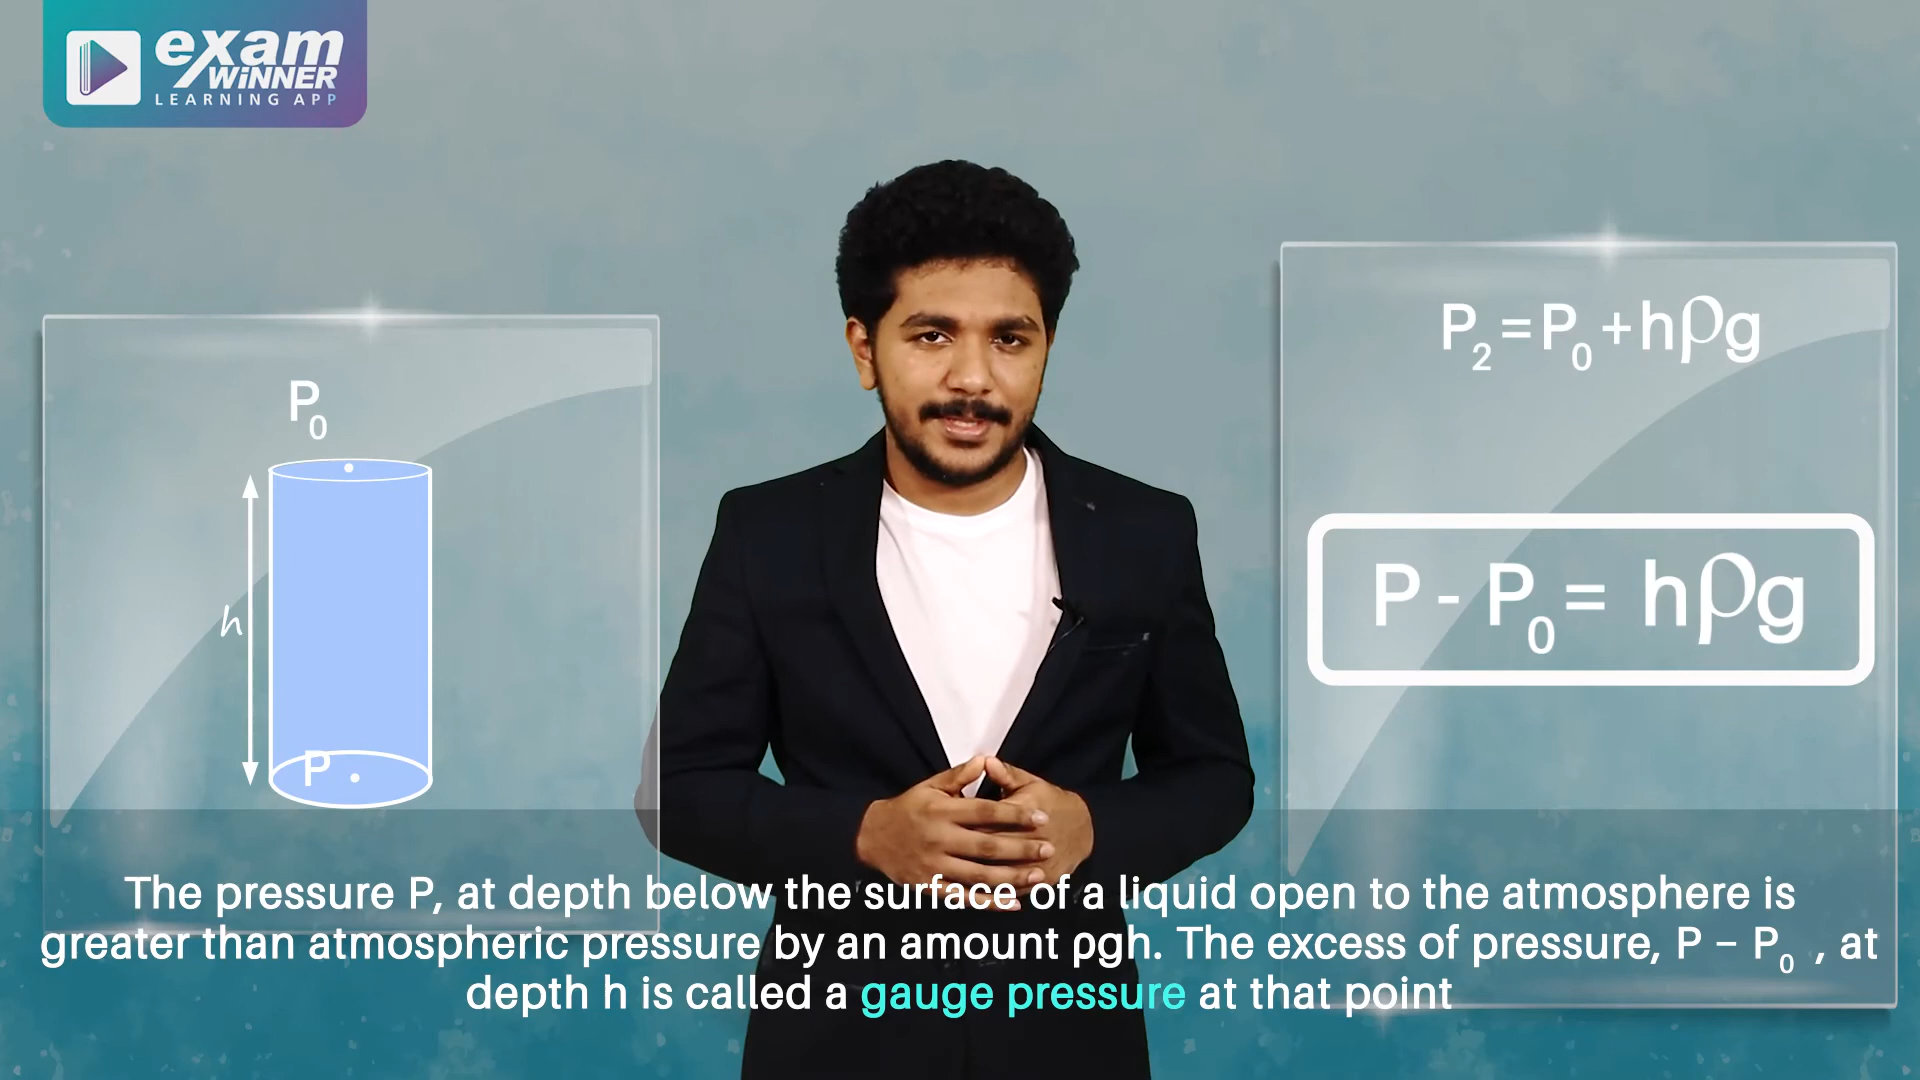 exam
WiNNER
LEARNING APP
P₀
h
P
P₂=P₀+hρg
P - P₀= hρg
The pressure P, at depth below the surface of a liquid open to the atmosphere is
greater than atmospheric pressure by an amount ρgh. The excess of pressure, P − P₀ , at
depth h is called a gauge pressure at that point